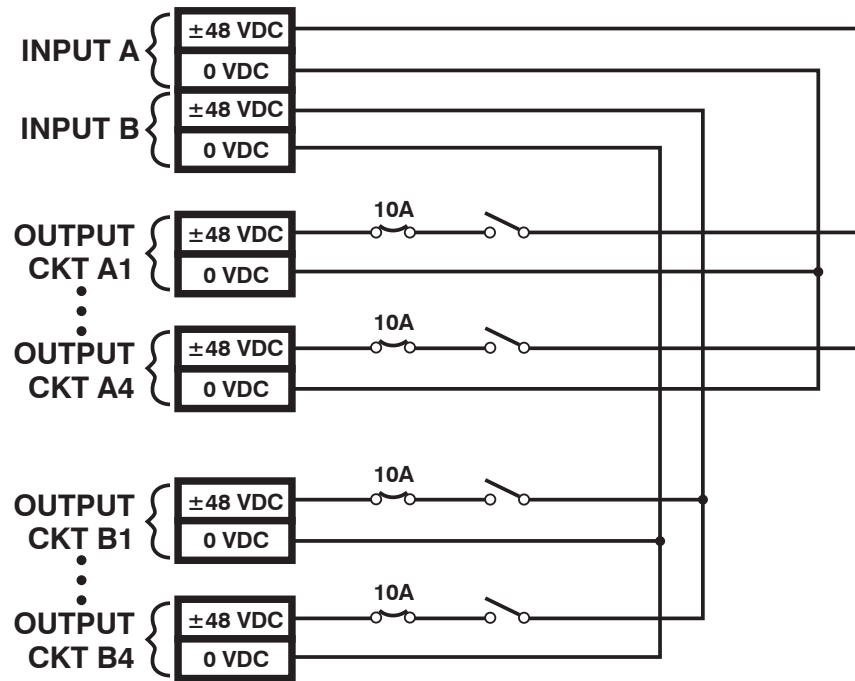 INPUT A
±48 VDC
0 VDC
INPUT B
±48 VDC
0 VDC
OUTPUT
CKT A1
±48 VDC
0 VDC
10A
OUTPUT
CKT A4
±48 VDC
0 VDC
10A
OUTPUT
CKT B1
±48 VDC
0 VDC
10A
OUTPUT
CKT B4
±48 VDC
0 VDC
10A